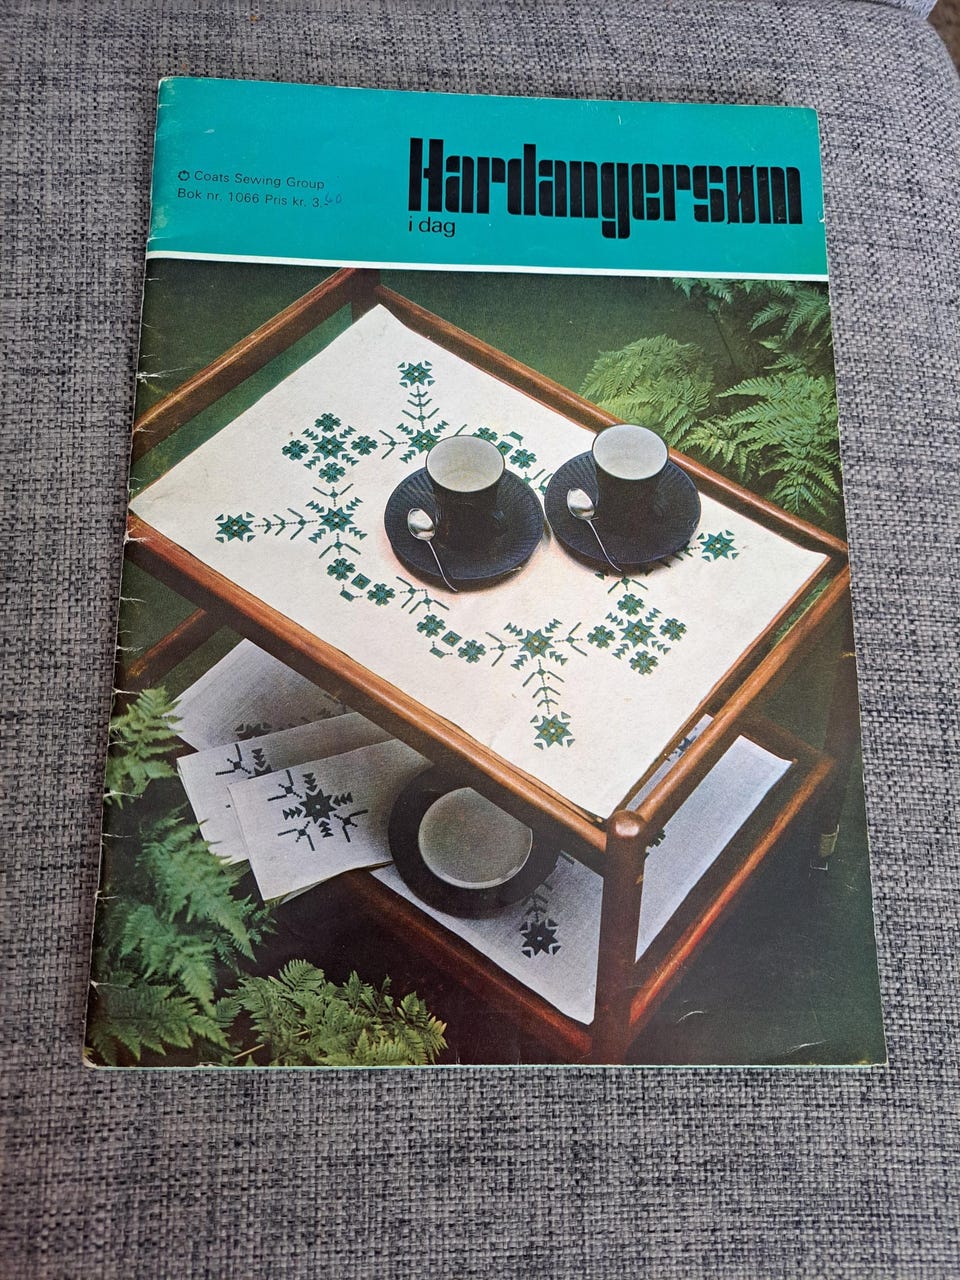 Coats Sewing Group
Bok nr. 1066 Pris kr. 3.- 60
Hardangersøm
i dag